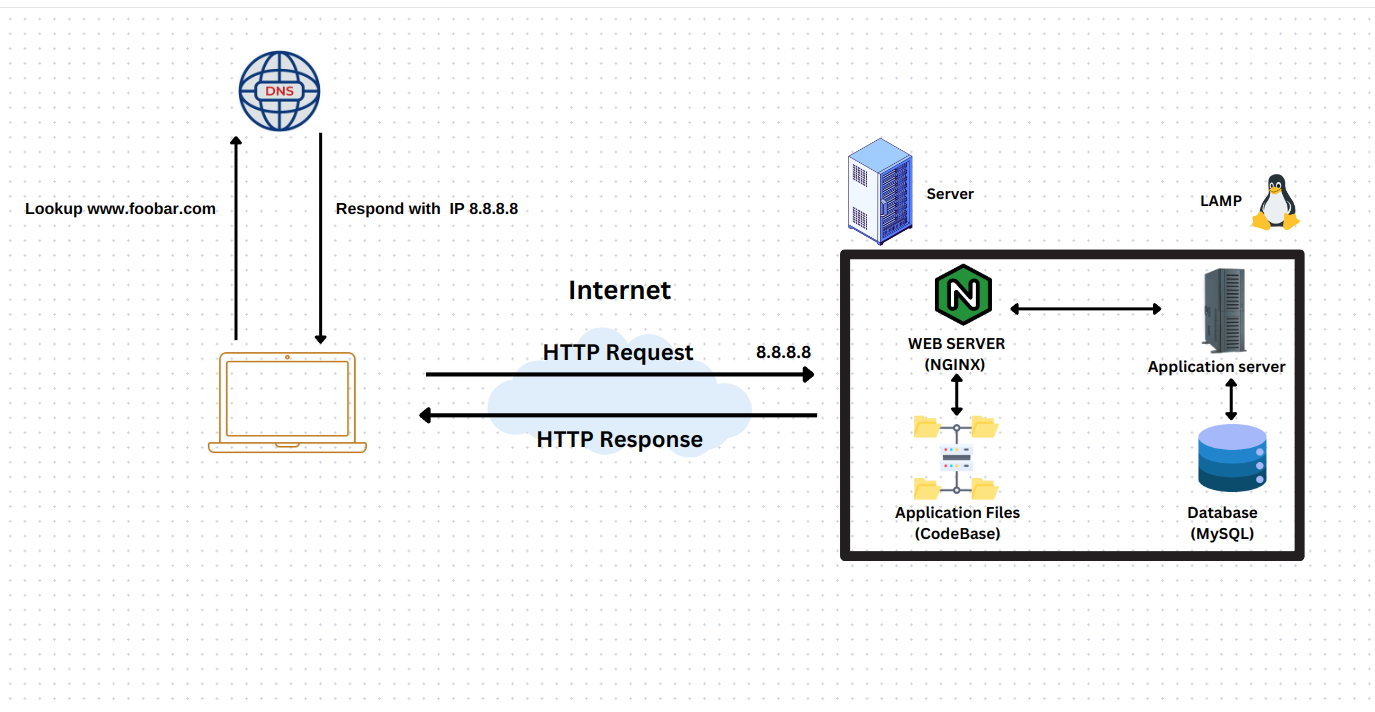 DNS
Lookup www.foobar.com
Respond with IP 8.8.8.8
Server
LAMP
Internet
HTTP Request
8.8.8.8
HTTP Response
N
WEB SERVER
(NGINX)
Application server
Application Files
(CodeBase)
Database
(MySQL)